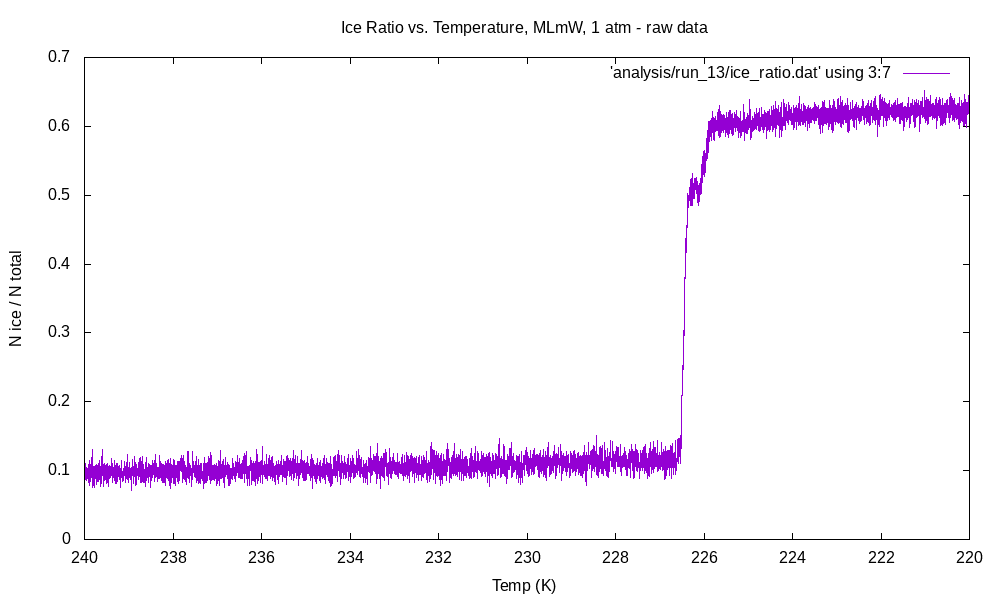 Ice Ratio vs. Temperature, MLmW, 1 atm - raw data
'analysis/run_13/ice_ratio.dat' using 3:7
N ice / N total
0.7
0.6
0.5
0.4
0.3
0.2
0.1
0
240 238 236 234 232 230 228 226 224 222 220
Temp (K)